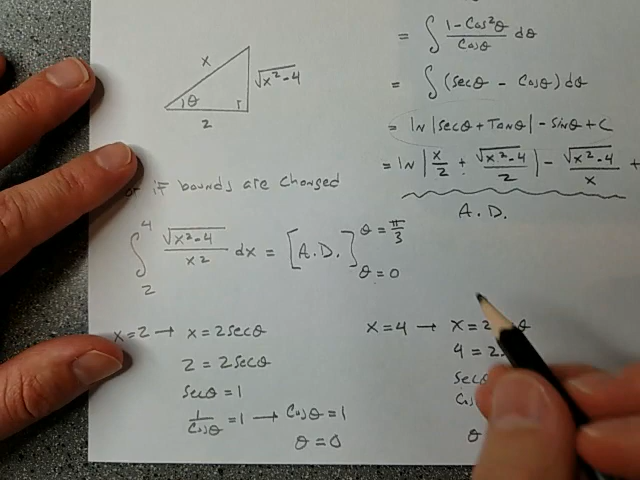 = ∫ (1-Cos²θ)/Cosθ dθ
= ∫ (secθ - Cosθ) dθ
= ln |secθ + Tanθ| - sinθ + C
= ln |x/2 + √(x²-4)/2| - √(x²-4)/x +
A.D.
x
√(x²-4)
θ
2
IF bounds are changed
∫₂⁴ √(x²-4)/x² dx = [A.D.] θ=π/3 θ=0
x=2 → x=2secθ
2 = 2secθ
secθ = 1
1/Cosθ = 1 → Cosθ = 1
θ = 0
x=4 → x=2 θ
4 = 2
sec
Cos
θ